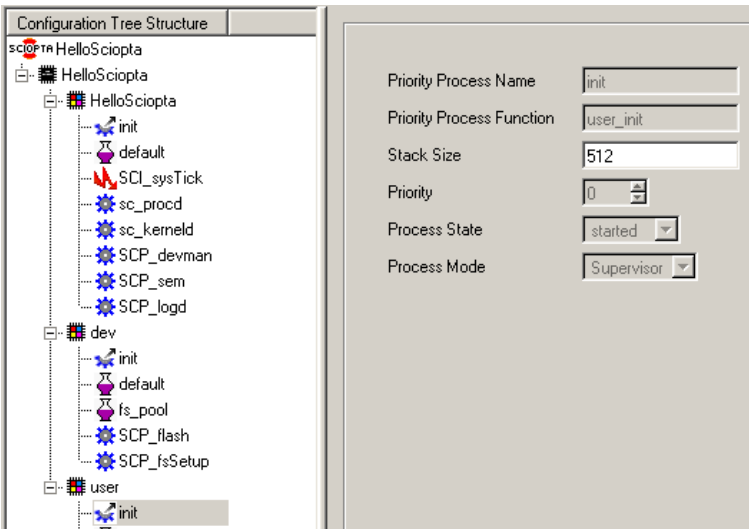 Configuration Tree Structure
SCIOPTA HelloSciopta
HelloSciopta
HelloSciopta
init
default
SCI_sysTick
sc_procd
sc_kerneld
SCP_devman
SCP_sem
SCP_logd
dev
init
default
fs_pool
SCP_flash
SCP_fsSetup
user
init
Priority Process Name init
Priority Process Function user_init
Stack Size 512
Priority 0
Process State started
Process Mode Supervisor